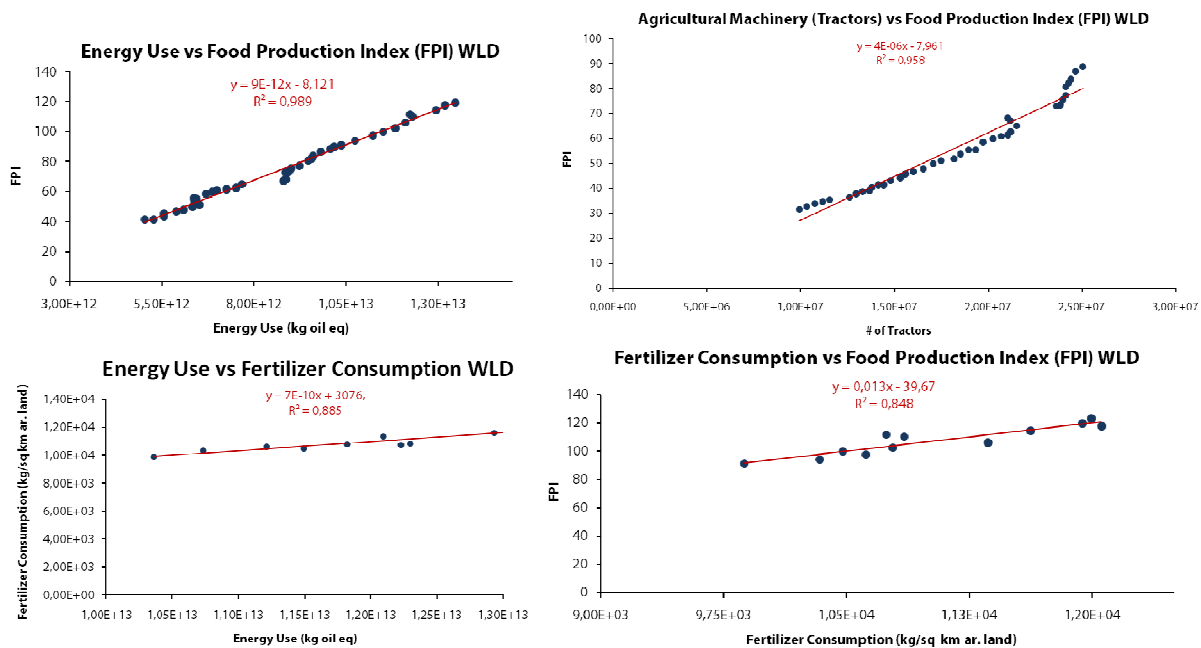 Energy Use vs Food Production Index (FPI) WLD
y = 9E-12x - 8,121
R² = 0,989
140
120
100
80
60
40
20
0
FPI
3,00E+12 5,50E+12 8,00E+12 1,05E+13 1,30E+13
Energy Use (kg oil eq)
Agricultural Machinery (Tractors) vs Food Production Index (FPI) WLD
y = 4E-06x - 7,961
R² = 0,958
100
90
80
70
60
50
40
30
20
10
0
FPI
0,00E+00 5,00E+06 1,00E+07 1,50E+07 2,00E+07 2,50E+07 3,00E+07
# of Tractors
Energy Use vs Fertilizer Consumption WLD
y = 7E-10x + 3076,
R² = 0,885
1,40E+04
1,20E+04
1,00E+04
8,00E+03
6,00E+03
4,00E+03
2,00E+03
0,00E+00
Fertilizer Consumption (kg/sq km ar. land)
1,00E+13 1,05E+13 1,10E+13 1,15E+13 1,20E+13 1,25E+13 1,30E+13
Energy Use (kg oil eq)
Fertilizer Consumption vs Food Production Index (FPI) WLD
y = 0,013x - 39,67
R² = 0,848
140
120
100
80
60
40
20
0
FPI
9,00E+03 9,75E+03 1,05E+04 1,13E+04 1,20E+04
Fertilizer Consumption (kg/sq km ar. land)